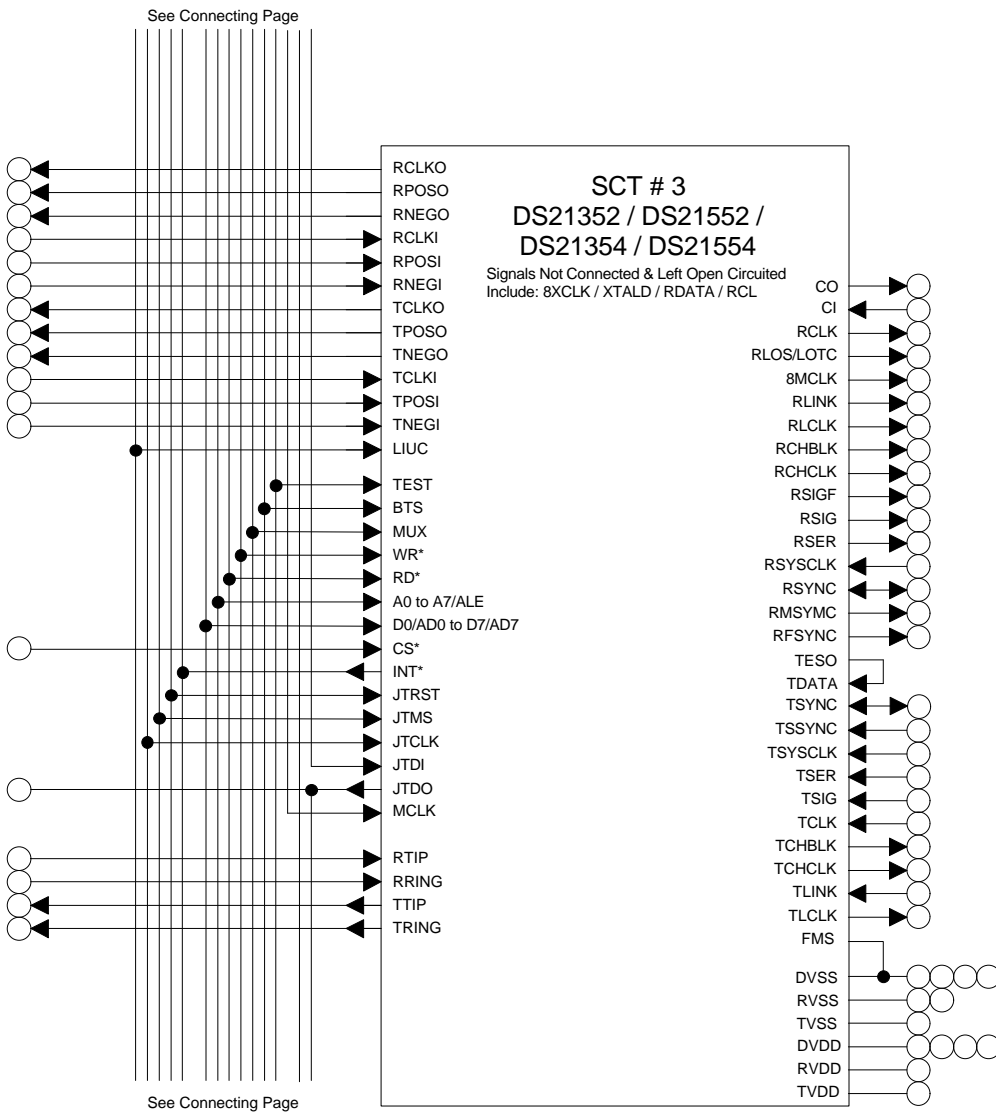 See Connecting Page
SCT # 3
DS21352 / DS21552 /
DS21354 / DS21554
Signals Not Connected & Left Open Circuited
Include: 8XCLK / XTALD / RDATA / RCL
RCLKO
RPOSO
RNEGO
RCLKI
RPOSI
RNEGI
TCLKO
TPOSO
TNEGO
TCLKI
TPOSI
TNEGI
LIUC
TEST
BTS
MUX
WR*
RD*
A0 to A7/ALE
D0/AD0 to D7/AD7
CS*
INT*
JTRST
JTMS
JTCLK
JTDI
JTDO
MCLK
RTIP
RRING
TTIP
TRING
CO
CI
RCLK
RLOS/LOTC
8MCLK
RLINK
RLCLK
RCHBLK
RCHCLK
RSIGF
RSIG
RSER
RSYSCLK
RSYNC
RMSYMC
RFSYNC
TESO
TDATA
TSYNC
TSSYNC
TSYSCLK
TSER
TSIG
TCLK
TCHBLK
TCHCLK
TLINK
TLCLK
FMS
DVSS
RVSS
TVSS
DVDD
RVDD
TVDD
See Connecting Page